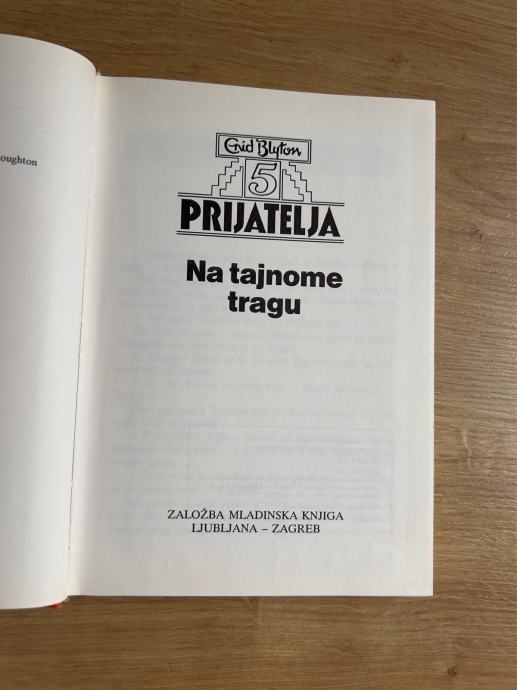 oughton
Enid Blyton
5
PRIJATELJA
Na tajnome
tragu
ZALOŽBA MLADINSKA KNJIGA
LJUBLJANA – ZAGREB